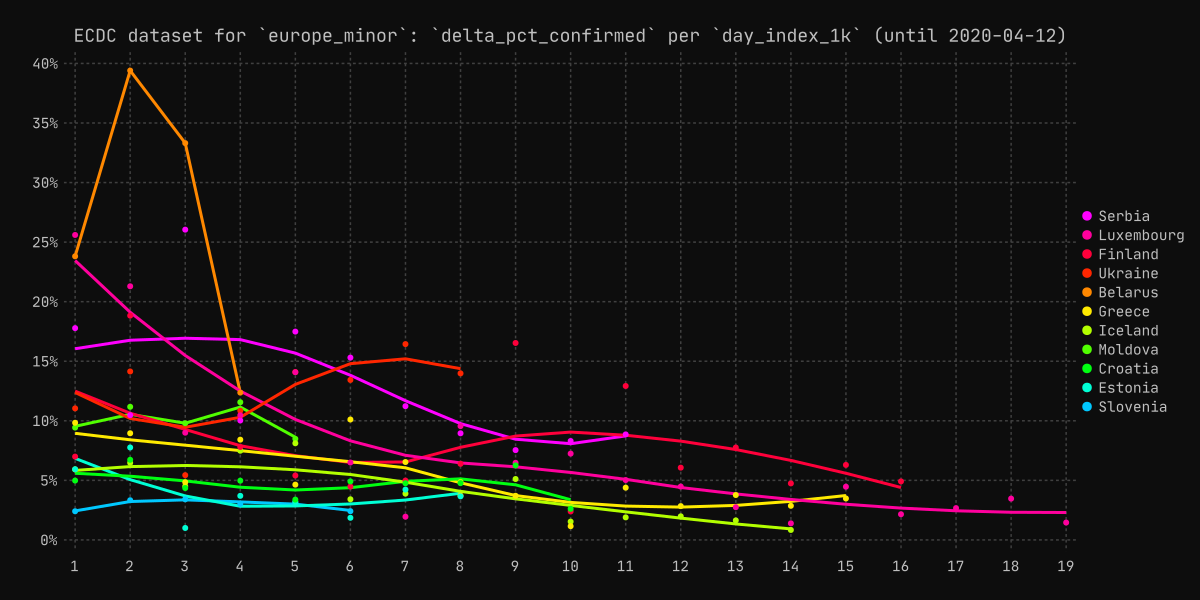 ECDC dataset for `europe_minor`: `delta_pct_confirmed` per `day_index_1k` (until 2020-04-12)
40%
35%
30%
25%
20%
15%
10%
5%
0%
1 2 3 4 5 6 7 8 9 10 11 12 13 14 15 16 17 18 19
Serbia
Luxembourg
Finland
Ukraine
Belarus
Greece
Iceland
Moldova
Croatia
Estonia
Slovenia